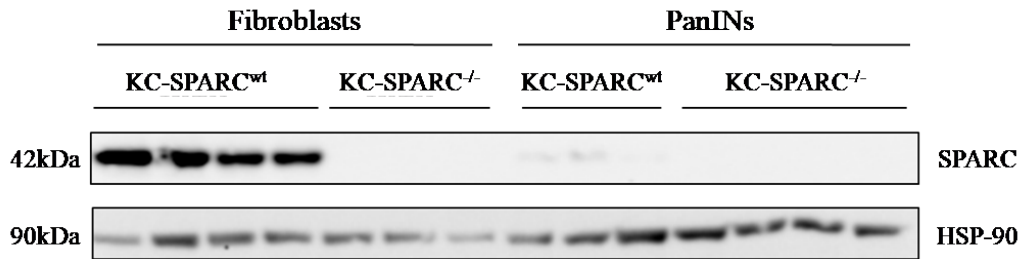 Fibroblasts PanINs
KC-SPARCwt KC-SPARC-/- KC-SPARCwt KC-SPARC-/-
42kDa SPARC
90kDa HSP-90